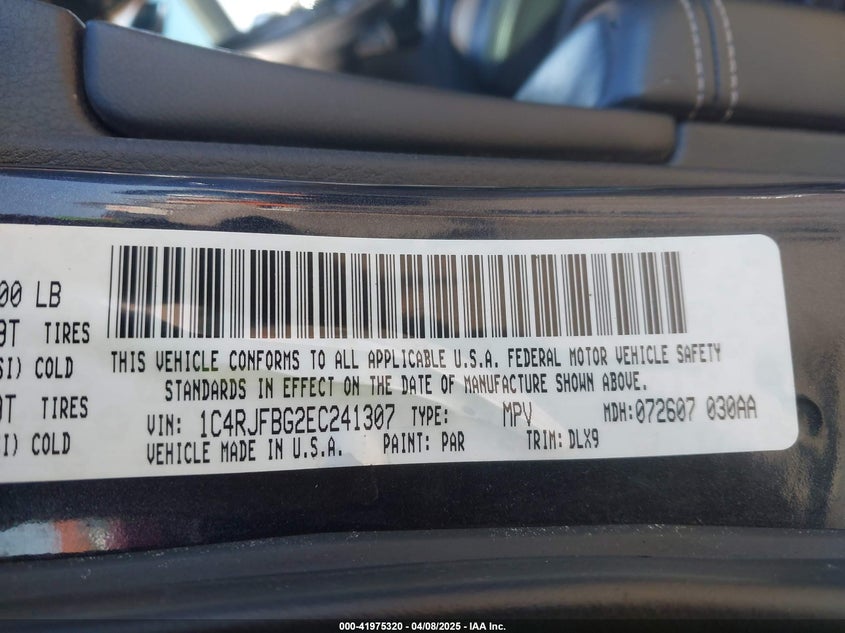 00 LB
THIS VEHICLE CONFORMS TO ALL APPLICABLE U.S.A. FEDERAL MOTOR VEHICLE SAFETY
STANDARDS IN EFFECT ON THE DATE OF MANUFACTURE SHOWN ABOVE.
TIRES
SI) COLD
TIRES
I) COLD
VIN: 1C4RJFBG2EC241307 TYPE: MPV MDH: 072607 030AA
VEHICLE MADE IN U.S.A. PAINT: PAR TRIM: DLX9
000-41975320 - 04/08/2025 - IAA Inc.